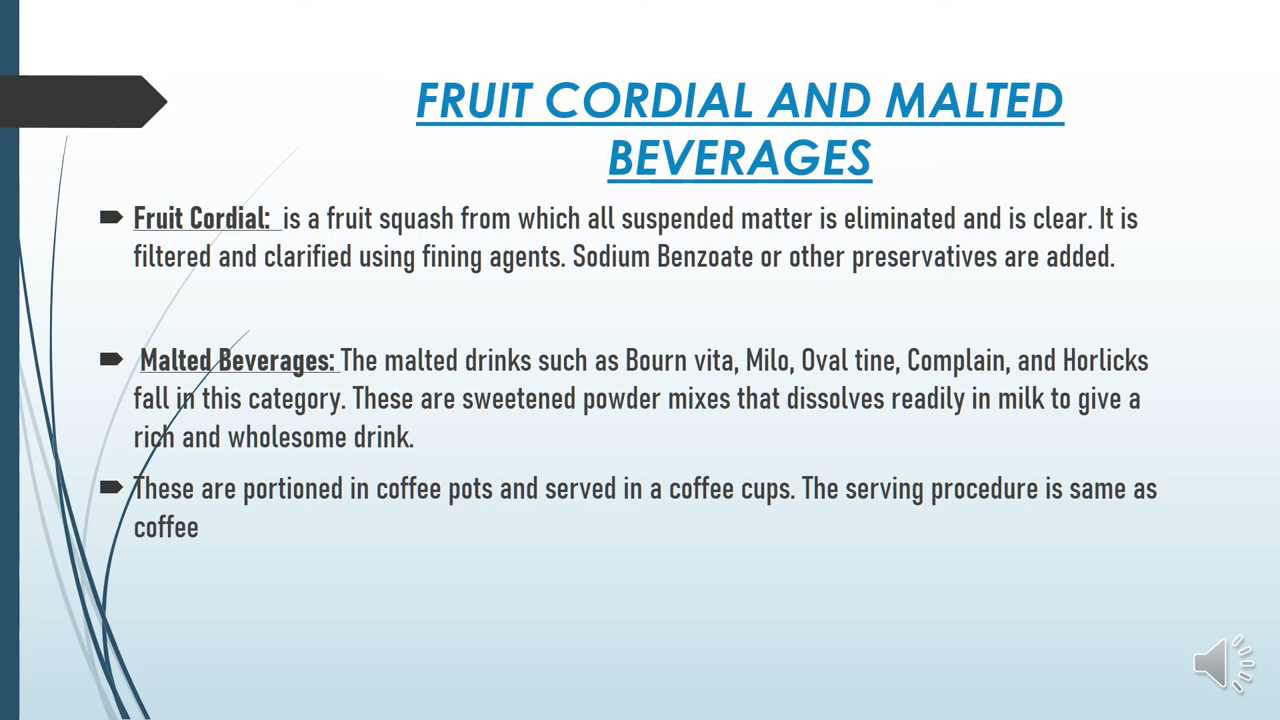 FRUIT CORDIAL AND MALTED
BEVERAGES
Fruit Cordial: is a fruit squash from which all suspended matter is eliminated and is clear. It is
filtered and clarified using fining agents. Sodium Benzoate or other preservatives are added.
Malted Beverages: The malted drinks such as Bourn vita, Milo, Oval tine, Complain, and Horlicks
fall in this category. These are sweetened powder mixes that dissolves readily in milk to give a
rich and wholesome drink.
These are portioned in coffee pots and served in a coffee cups. The serving procedure is same as
coffee